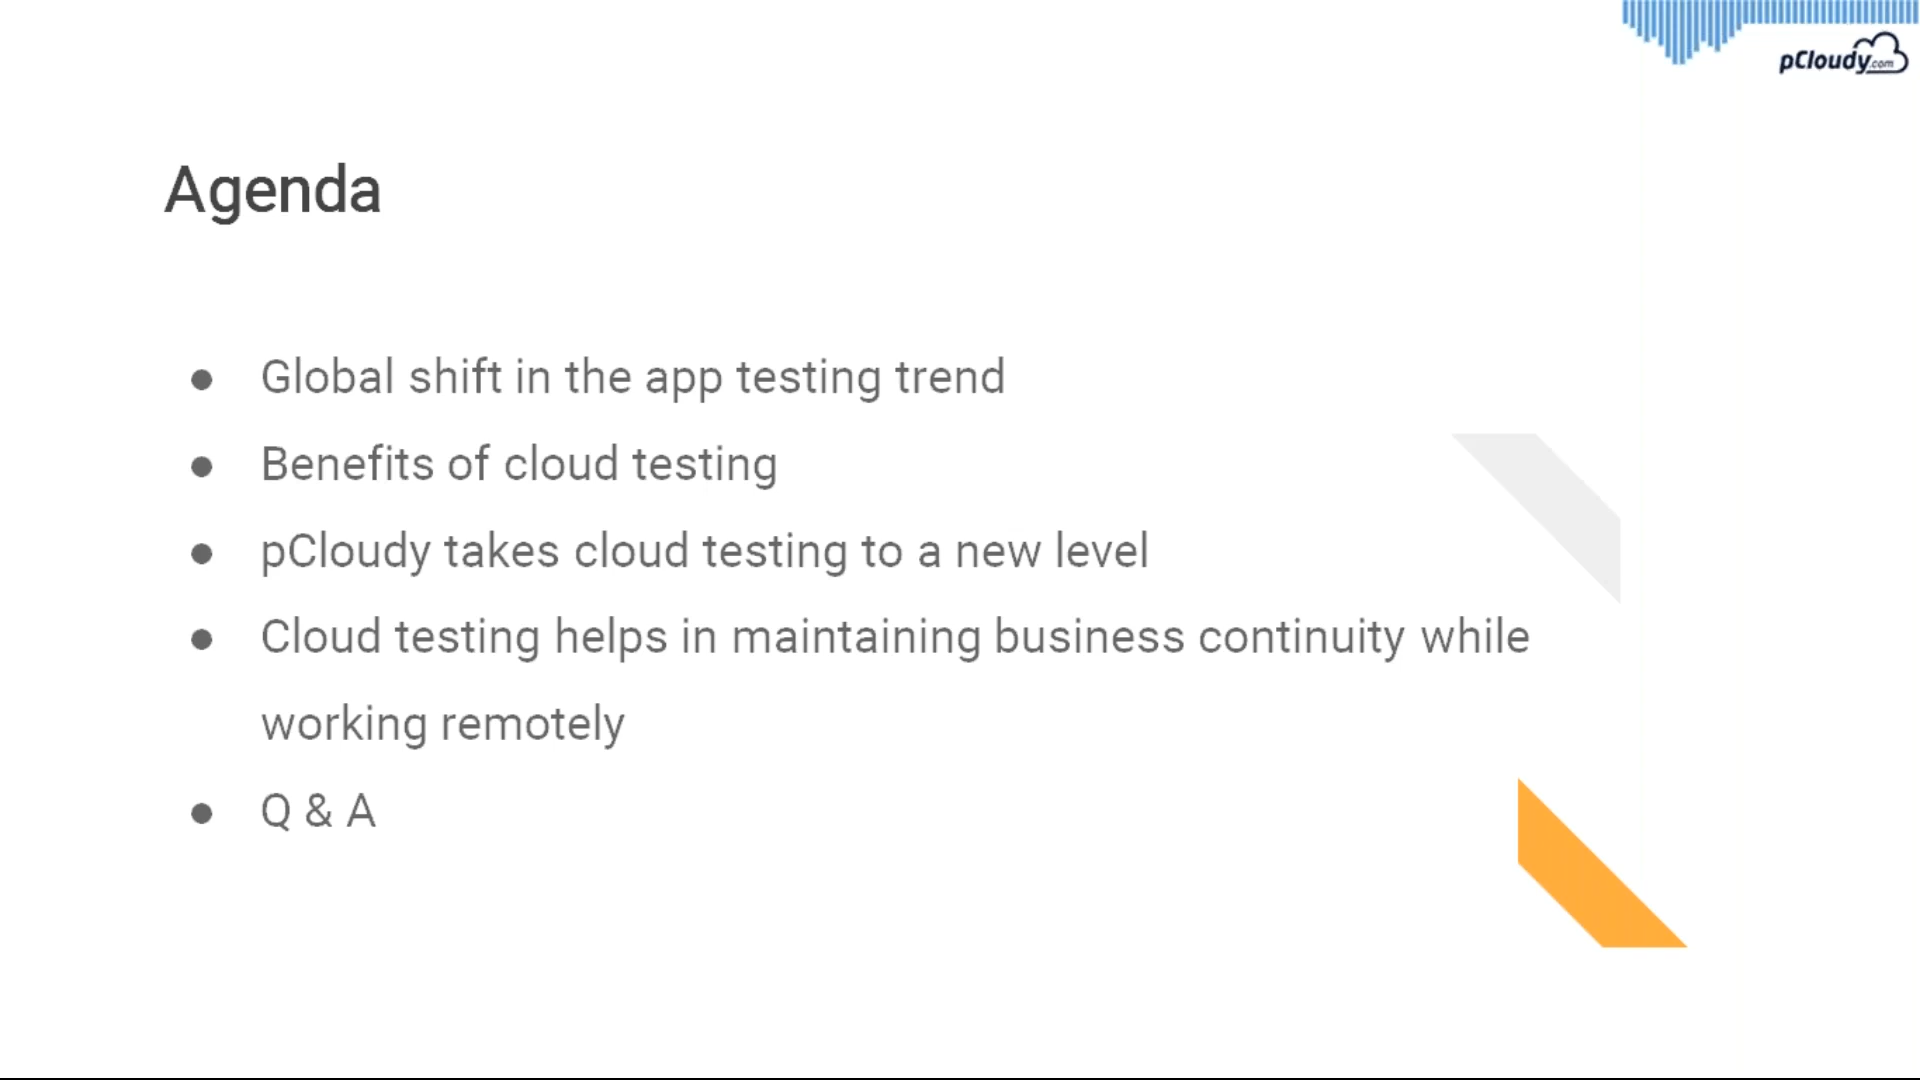 pCloudy.com
Agenda
● Global shift in the app testing trend
● Benefits of cloud testing
● pCloudy takes cloud testing to a new level
● Cloud testing helps in maintaining business continuity while
working remotely
● Q & A